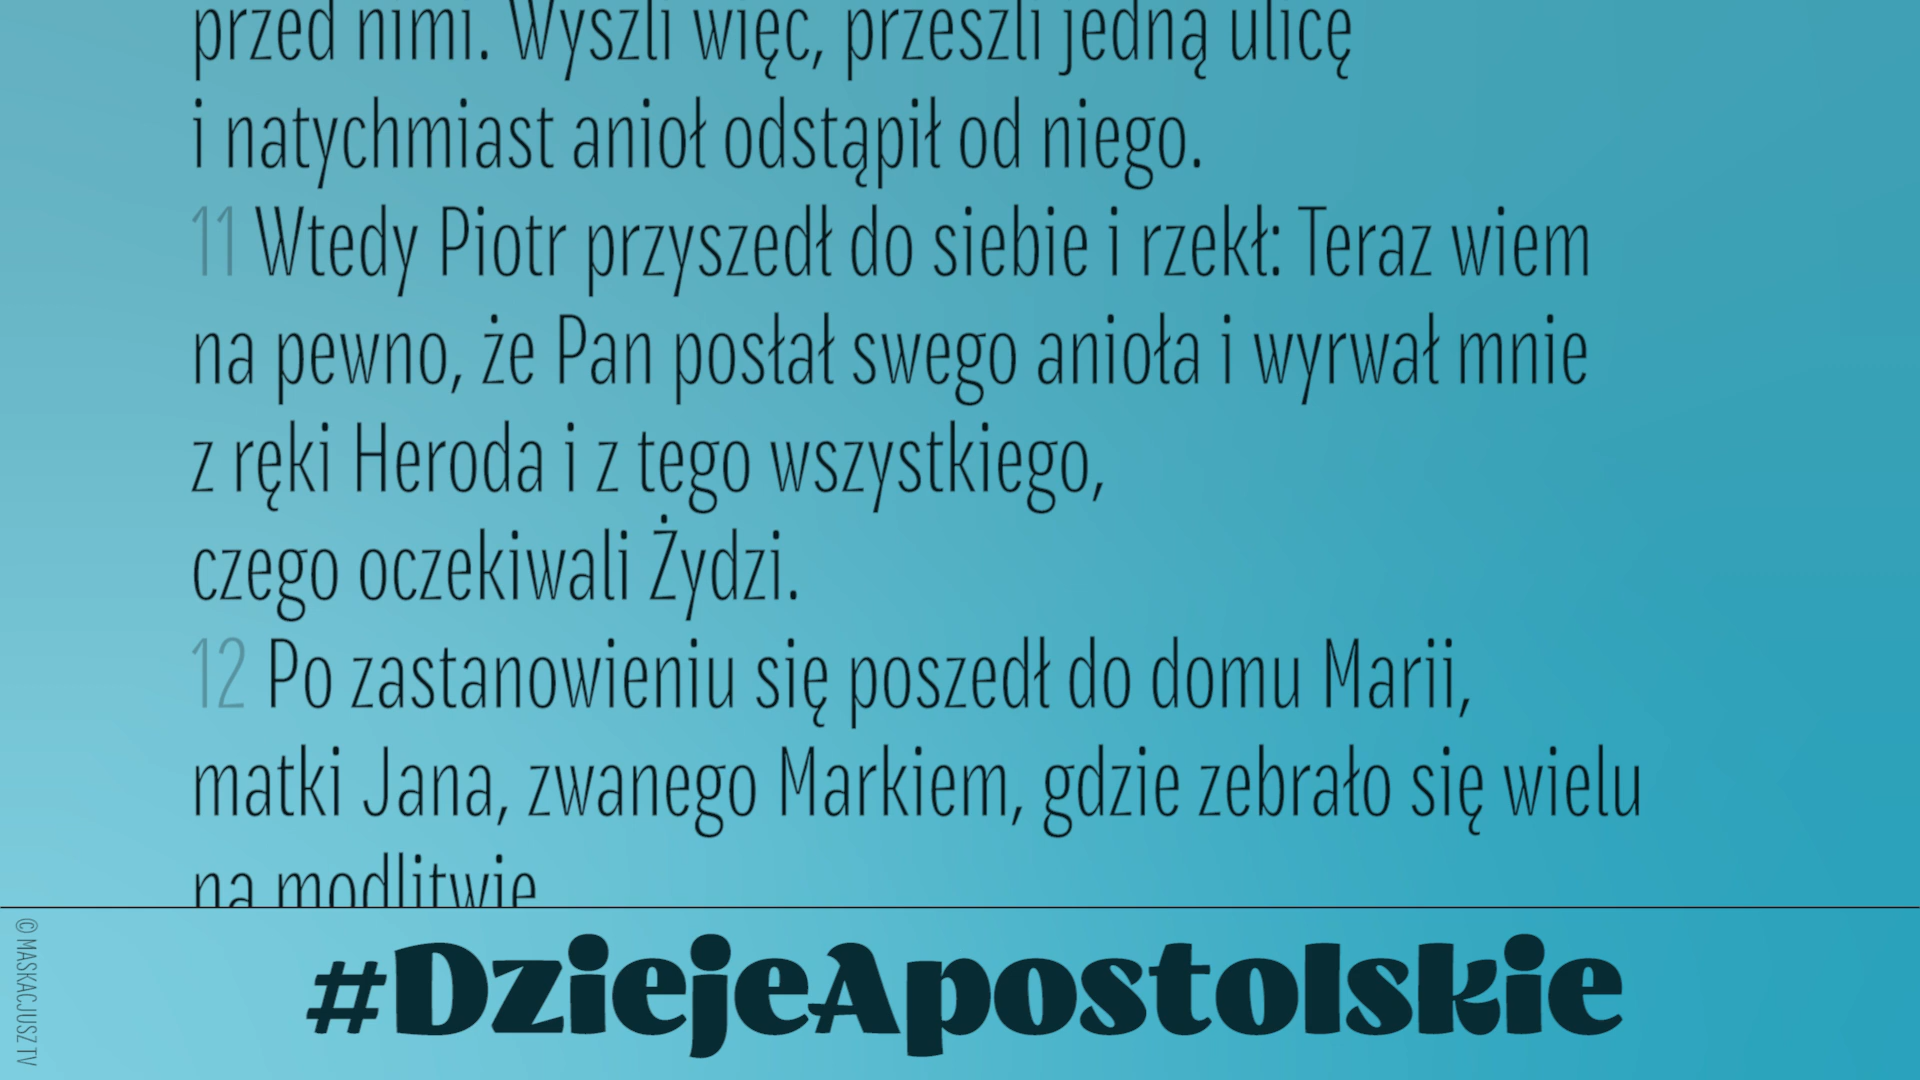 przed nimi. Wyszli więc, przeszli jedną ulicę
i natychmiast anioł odstąpił od niego.
11 Wtedy Piotr przyszedł do siebie i rzekł: Teraz wiem
na pewno, że Pan posłał swego anioła i wyrwał mnie
z ręki Heroda i z tego wszystkiego,
czego oczekiwali Żydzi.
12 Po zastanowieniu się poszedł do domu Marii,
matki Jana, zwanego Markiem, gdzie zebrało się wielu
na modlitwie
#DziejeApostolskie
© MASKACJUSZ TV